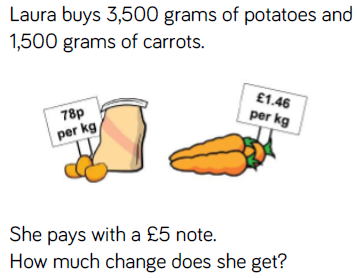 Laura buys 3,500 grams of potatoes and
1,500 grams of carrots.
78p
per kg
£1.46
per kg
She pays with a £5 note.
How much change does she get?